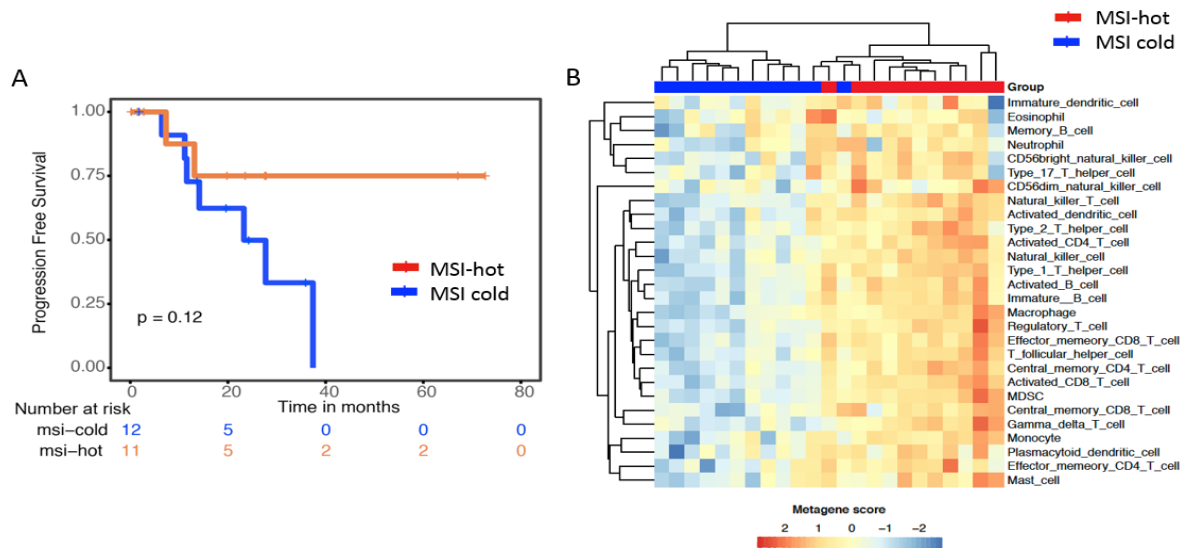 A
1.00
0.75
0.50
0.25
0.00
Progression Free Survival
MSI-hot
MSI cold
p = 0.12
0 20 40 60 80
Time in months
Number at risk
msi-cold 12 5 0 0 0
msi-hot 11 5 2 2 0
B
MSI-hot
MSI cold
Group
Immature_dendritic_cell
Eosinophil
Memory_B_cell
Neutrophil
CD56bright_natural_killer_cell
Type_17_T_helper_cell
CD56dim_natural_killer_cell
Natural_killer_T_cell
Activated_dendritic_cell
Type_2_T_helper_cell
Activated_CD4_T_cell
Natural_killer_cell
Type_1_T_helper_cell
Activated_B_cell
Immature__B_cell
Macrophage
Regulatory_T_cell
Effector_memeory_CD8_T_cell
T_follicular_helper_cell
Central_memory_CD4_T_cell
Activated_CD8_T_cell
MDSC
Central_memory_CD8_T_cell
Gamma_delta_T_cell
Monocyte
Plasmacytoid_dendritic_cell
Effector_memeory_CD4_T_cell
Mast_cell
Metagene score
2 1 0 −1 −2